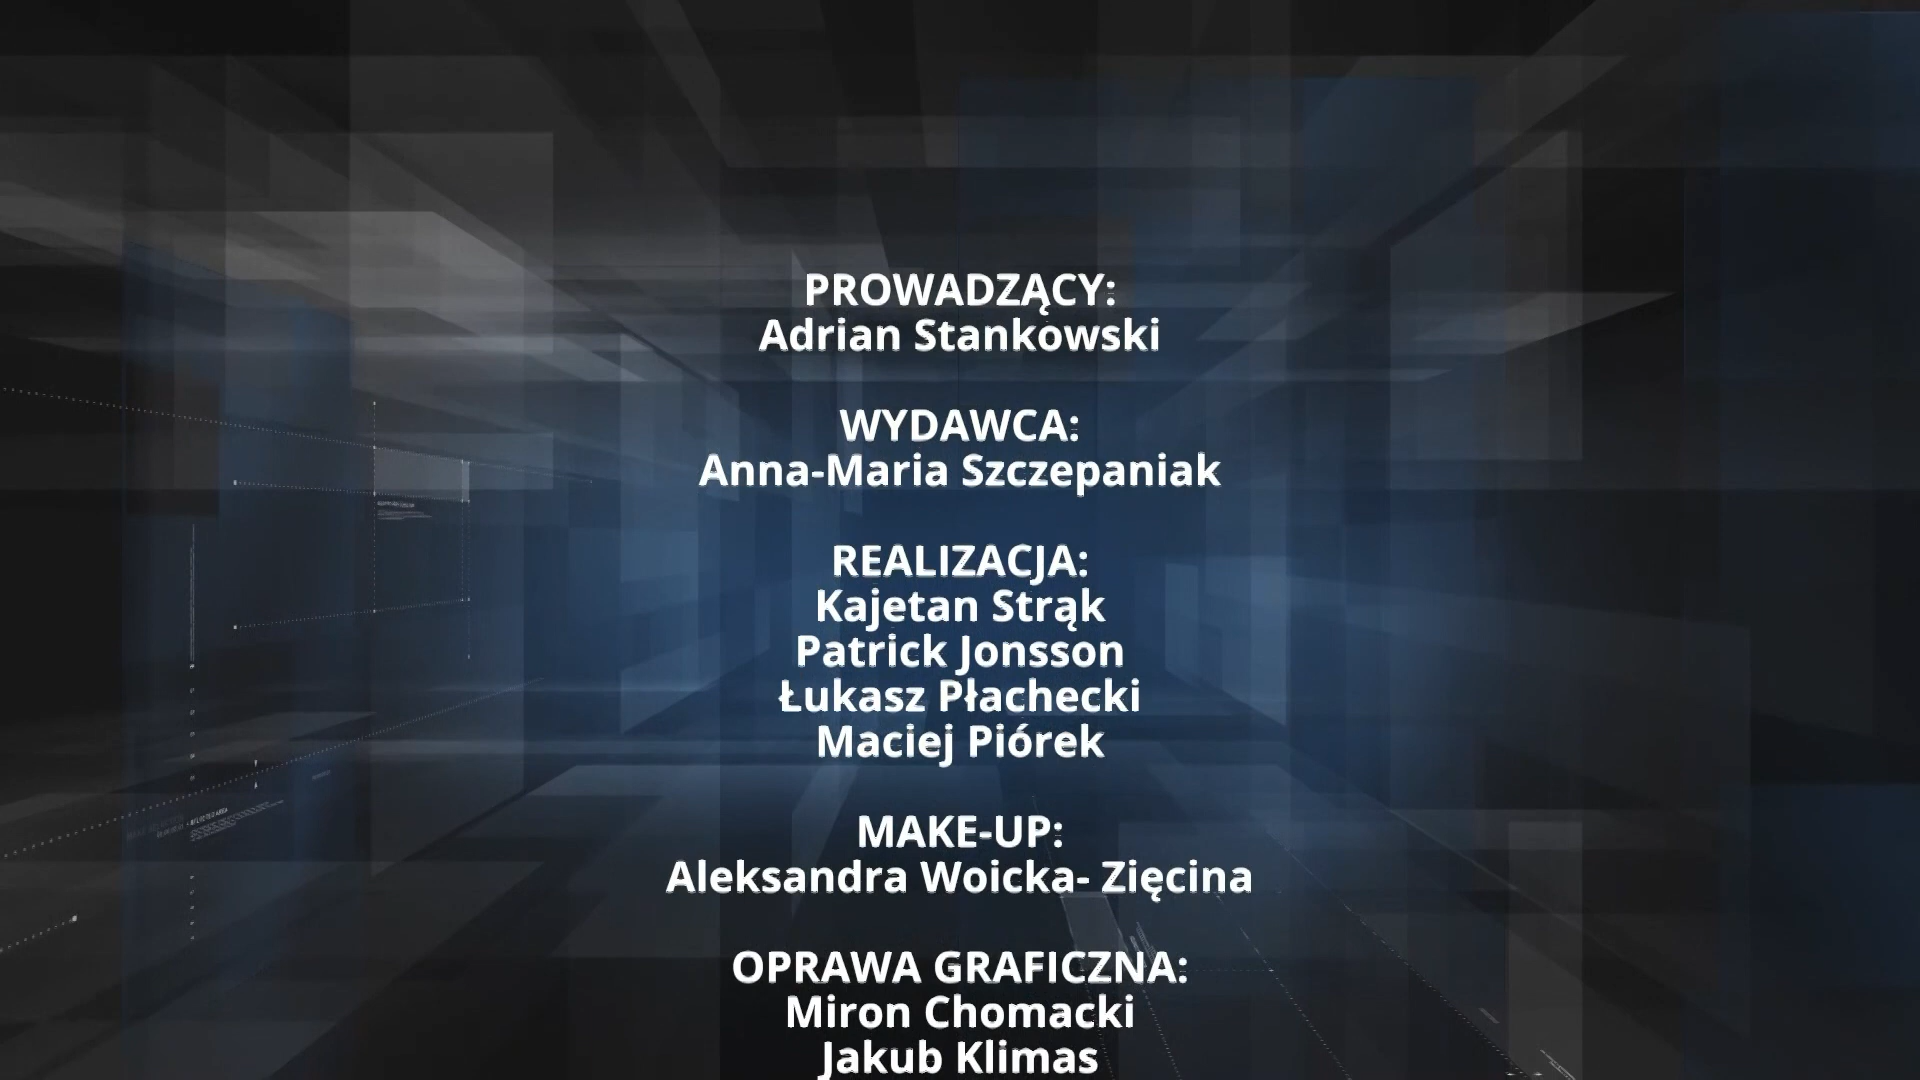 PROWADZĄCY:
Adrian Stankowski
WYDAWCA:
Anna-Maria Szczepaniak
REALIZACJA:
Kajetan Strąk
Patrick Jonsson
Łukasz Płachecki
Maciej Piórek
MAKE-UP:
Aleksandra Woicka- Zięcina
OPRAWA GRAFICZNA:
Miron Chomacki
Jakub Klimas